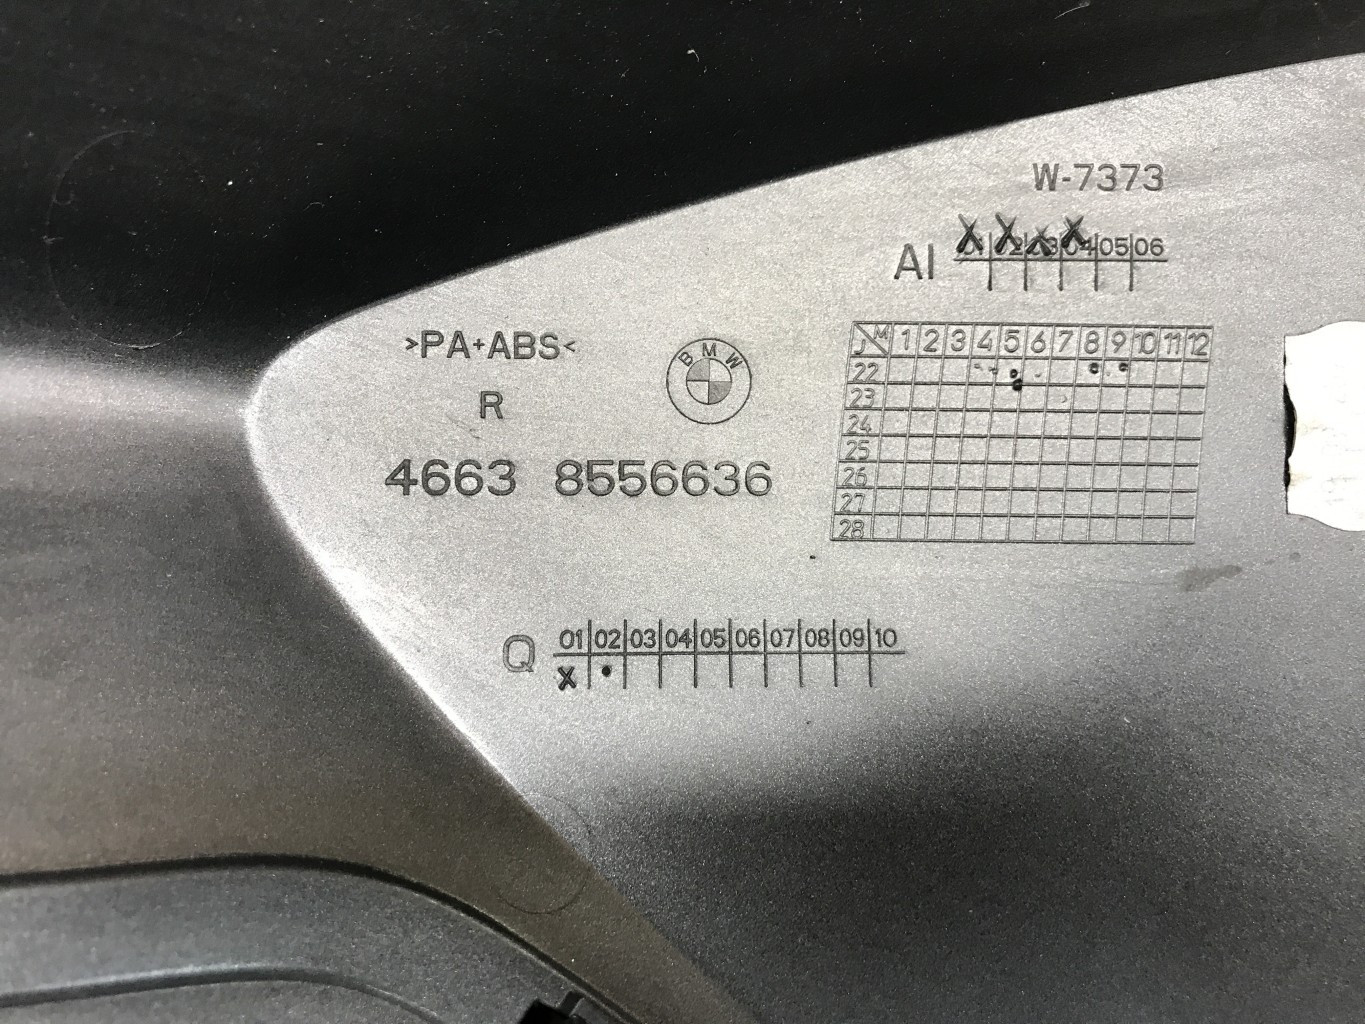 W-7373
AI 01 02 03 04 05 06
>PA+ABS<
R
BMW
4663 8556636
J M 1 2 3 4 5 6 7 8 9 10 11 12
22
23
24
25
26
27
28
Q 01 02 03 04 05 06 07 08 09 10
X